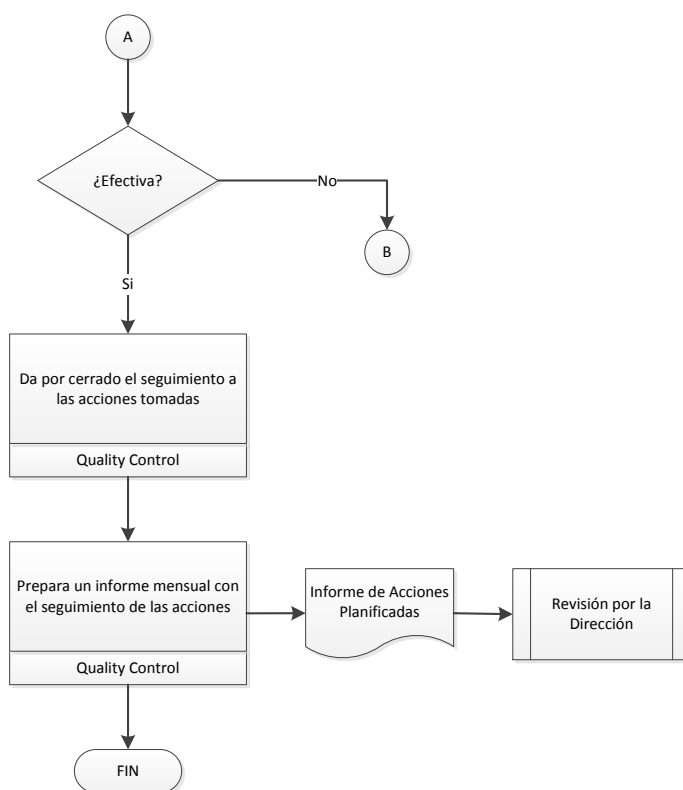 A
¿Efectiva?
No
B
Si
Da por cerrado el seguimiento a
las acciones tomadas
Quality Control
Prepara un informe mensual con
el seguimiento de las acciones
Quality Control
Informe de Acciones
Planificadas
Revisión por la
Dirección
FIN